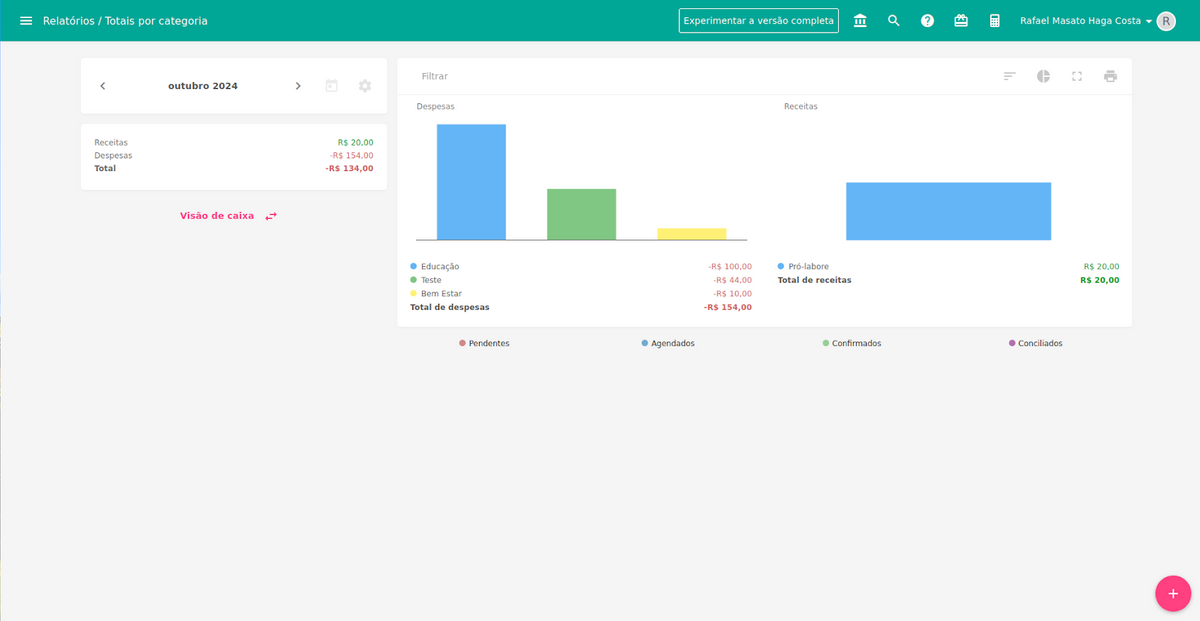 Relatórios / Totais por categoria
Experimentar a versão completa
?
Rafael Masato Haga Costa
R
outubro 2024
Receitas R$ 20,00
Despesas -R$ 154,00
Total -R$ 134,00
Visão de caixa
Filtrar
Despesas
Educação -R$ 100,00
Teste -R$ 44,00
Bem Estar -R$ 10,00
Total de despesas -R$ 154,00
Receitas
Pró-labore R$ 20,00
Total de receitas R$ 20,00
Pendentes
Agendados
Confirmados
Conciliados
+